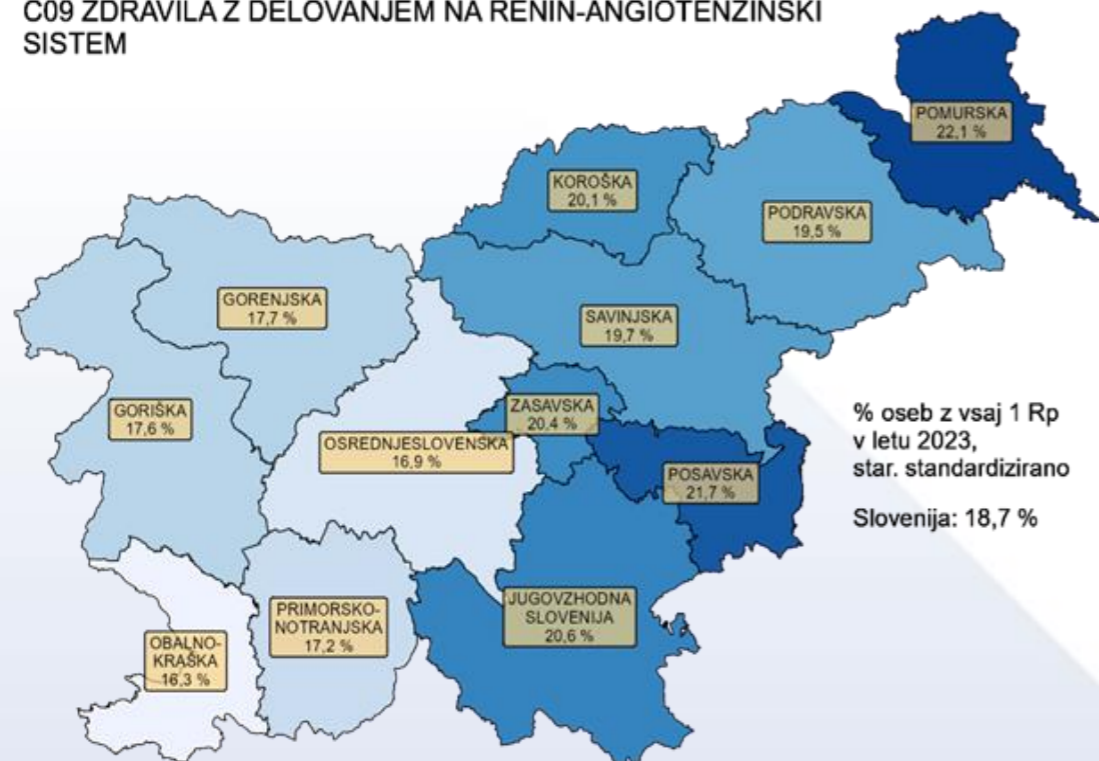 C09 ZDRAVILA Z DELOVANJEM NA RENIN-ANGIOTENZINSKI
SISTEM
POMURSKA
22,1 %
KOROŠKA
20,1 %
PODRAVSKA
19,5 %
GORENJSKA
17,7 %
SAVINJSKA
19,7 %
GORIŠKA
17,6 %
ZASAVSKA
20,4 %
OSREDNJESLOVENSKA
16,9 %
POSAVSKA
21,7 %
% oseb z vsaj 1 Rp
v letu 2023,
star. standardizirano
Slovenija: 18,7 %
JUGOVZHODNA
SLOVENIJA
20,6 %
PRIMORSKO-
NOTRANJSKA
17,2 %
OBALNO-
KRAŠKA
16,3 %